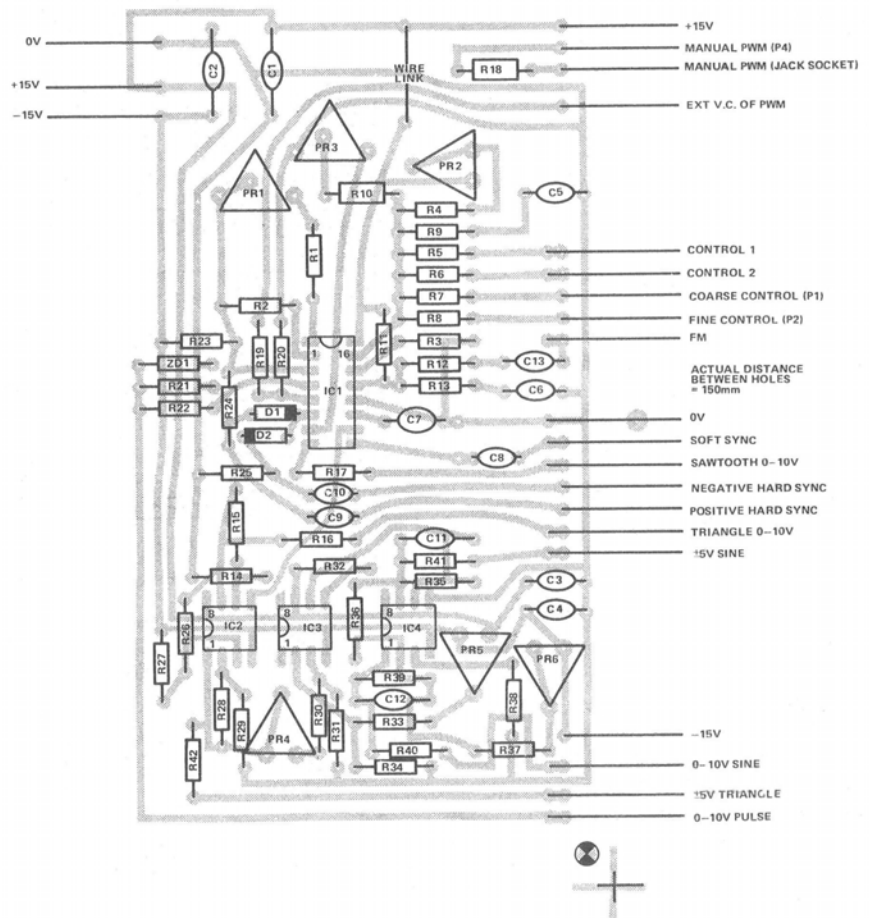 0V
+15V
−15V
C2
C1
WIRE
LINK
+15V
MANUAL PWM (P4)
R18
MANUAL PWM (JACK SOCKET)
EXT V.C. OF PWM
PR3
PR2
PR1
R10
C5
R4
R9
R1
R5
CONTROL 1
R6
CONTROL 2
R2
R7
COARSE CONTROL (P1)
R8
FINE CONTROL (P2)
R23
R19
R20
1
16
R11
R3
FM
ZD1
R12
C13
R21
IC1
R13
C6
ACTUAL DISTANCE
BETWEEN HOLES
= 150mm
R22
R24
D1
C7
0V
D2
SOFT SYNC
C8
R25
R17
SAWTOOTH 0–10V
C10
NEGATIVE HARD SYNC
R15
C9
POSITIVE HARD SYNC
R16
C11
TRIANGLE 0–10V
R41
±5V SINE
R14
R32
R35
C3
C4
R27
R26
8
IC2
1
8
IC3
1
R36
8
IC4
1
PR5
PR6
R39
R28
R29
PR4
R30
R31
C12
R33
R38
−15V
R42
R40
R37
R34
0–10V SINE
±5V TRIANGLE
0–10V PULSE